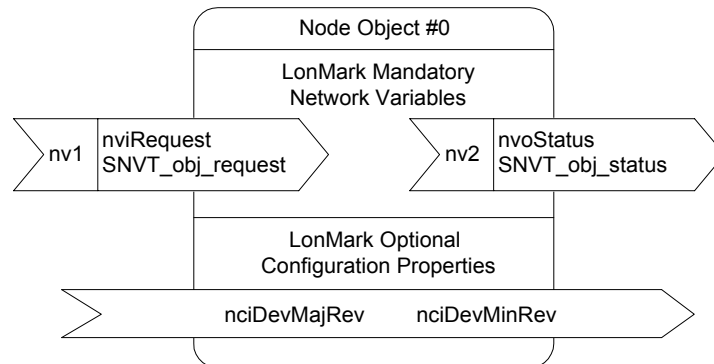 Node Object #0
LonMark Mandatory
Network Variables
nv1
nviRequest
SNVT_obj_request
nv2
nvoStatus
SNVT_obj_status
LonMark Optional
Configuration Properties
nciDevMajRev nciDevMinRev